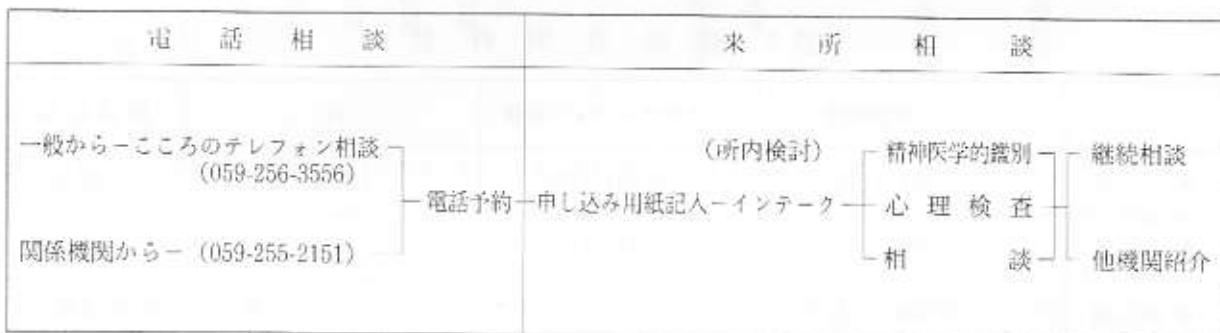 電話相談
来所相談
一般からーこころのテレフォン相談
(059-256-3556)
関係機関からー (059-255-2151)
電話予約ー申し込み用紙記入ーインテーク
(所内検討)
精神医学的鑑別
心理検査
相談
継続相談
他機関紹介